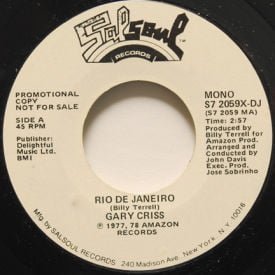 Salsoul
RECORDS
PROMOTIONAL
COPY
NOT FOR SALE
SIDE A
45 RPM
Publisher:
Delightful
Music Ltd.
BMI
MONO
S7 2059X-DJ
(S7 2059 MA)
Time: 2:57
Produced by
Billy Terrell for
Amazon Prod.
Arranged and
Conducted by
John Davis
Exec. Prod.
Jose Sobrinho
RIO DE JANEIRO
(Billy Terrell)
GARY CRISS
℗ 1977, 78 AMAZON
RECORDS
Mfg by SALSOUL RECORDS 240 Madison Ave. New York, N.Y. 10016